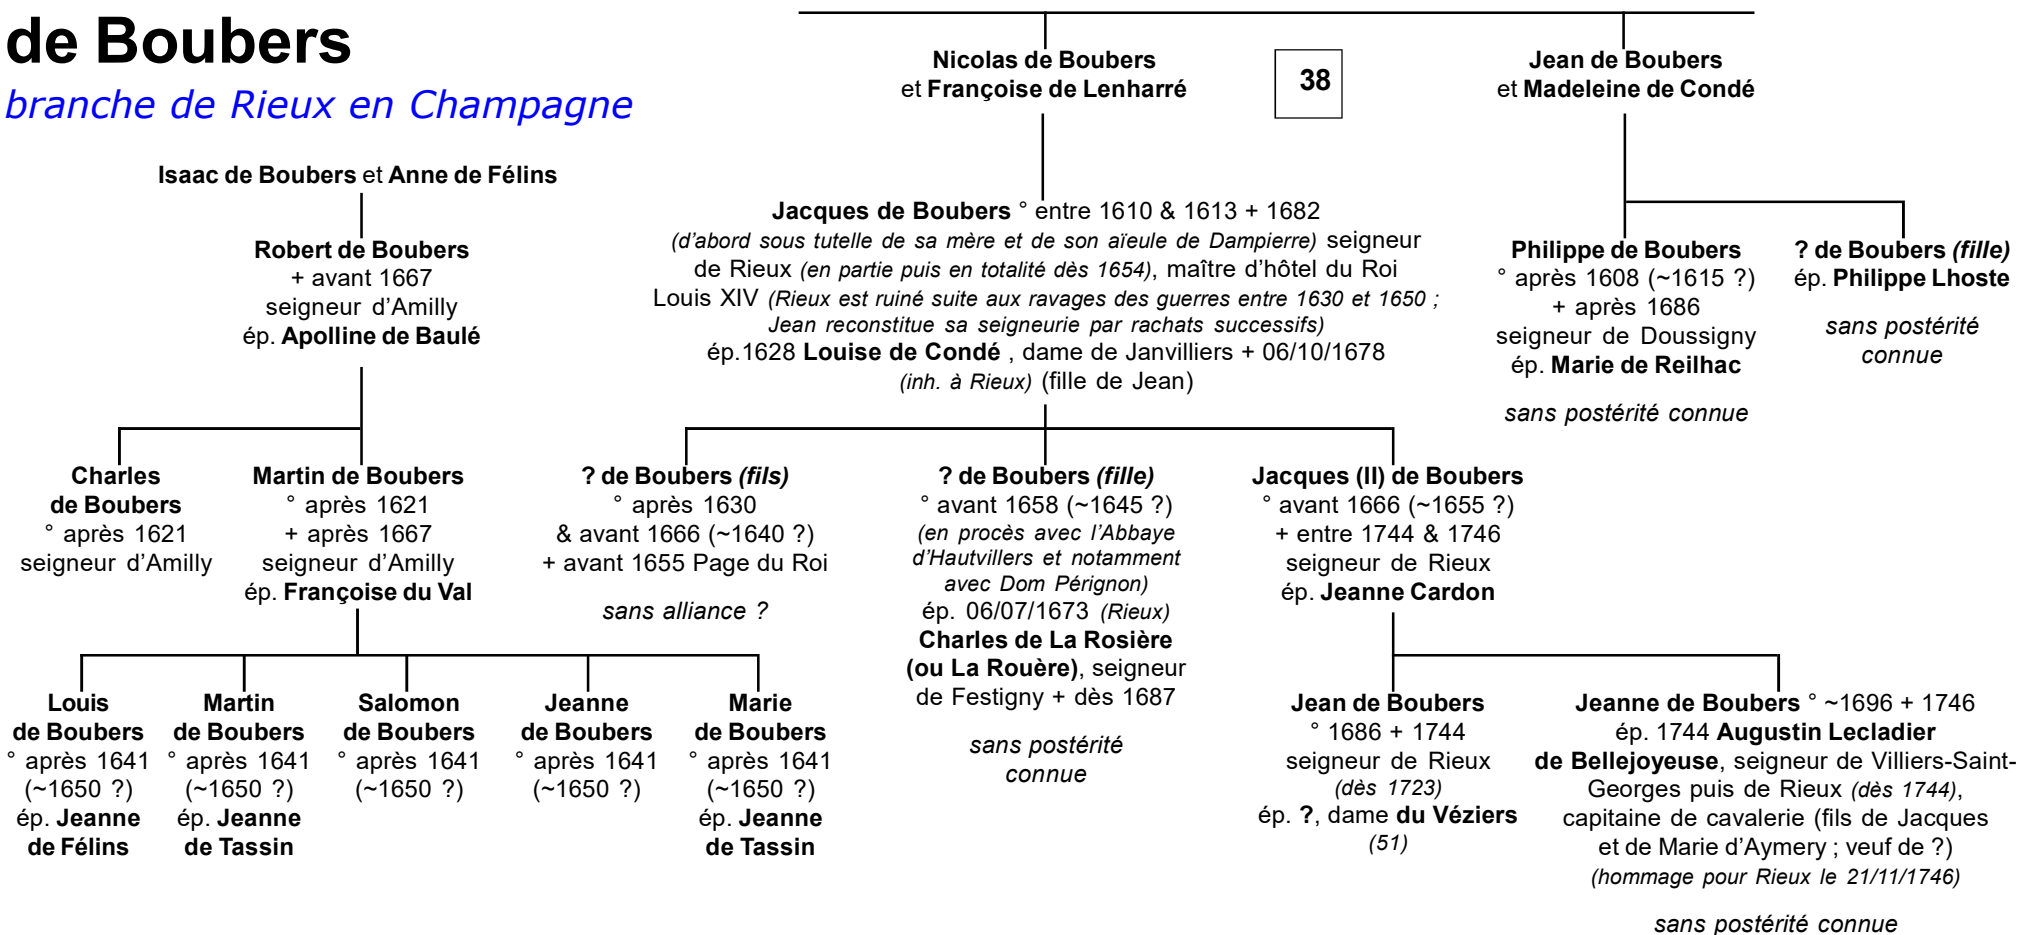 de Boubers
branche de Rieux en Champagne
Nicolas de Boubers
et Françoise de Lenharré
38
Jean de Boubers
et Madeleine de Condé
Isaac de Boubers et Anne de Félins
Robert de Boubers
+ avant 1667
seigneur d'Amilly
ép. Apolline de Baulé
Jacques de Boubers ° entre 1610 & 1613 + 1682
(d'abord sous tutelle de sa mère et de son aïeule de Dampierre) seigneur
de Rieux (en partie puis en totalité dès 1654), maître d'hôtel du Roi
Louis XIV (Rieux est ruiné suite aux ravages des guerres entre 1630 et 1650 ;
Jean reconstitue sa seigneurie par rachats successifs)
ép.1628 Louise de Condé , dame de Janvilliers + 06/10/1678
(inh. à Rieux) (fille de Jean)
Philippe de Boubers
° après 1608 (~1615 ?)
+ après 1686
seigneur de Doussigny
ép. Marie de Reilhac
sans postérité connue
? de Boubers (fille)
ép. Philippe Lhoste
sans postérité
connue
Charles
de Boubers
° après 1621
seigneur d'Amilly
Martin de Boubers
° après 1621
+ après 1667
seigneur d'Amilly
ép. Françoise du Val
? de Boubers (fils)
° après 1630
& avant 1666 (~1640 ?)
+ avant 1655 Page du Roi
sans alliance ?
? de Boubers (fille)
° avant 1658 (~1645 ?)
(en procès avec l'Abbaye
d'Hautvillers et notamment
avec Dom Pérignon)
ép. 06/07/1673 (Rieux)
Charles de La Rosière
(ou La Rouère), seigneur
de Festigny + dès 1687
sans postérité
connue
Jacques (II) de Boubers
° avant 1666 (~1655 ?)
+ entre 1744 & 1746
seigneur de Rieux
ép. Jeanne Cardon
Louis
de Boubers
° après 1641
(~1650 ?)
ép. Jeanne
de Félins
Martin
de Boubers
° après 1641
(~1650 ?)
ép. Jeanne
de Tassin
Salomon
de Boubers
° après 1641
(~1650 ?)
Jeanne
de Boubers
° après 1641
(~1650 ?)
Marie
de Boubers
° après 1641
(~1650 ?)
ép. Jeanne
de Tassin
Jean de Boubers
° 1686 + 1744
seigneur de Rieux
(dès 1723)
ép. ?, dame du Véziers
(51)
Jeanne de Boubers ° ~1696 + 1746
ép. 1744 Augustin Lecladier
de Bellejoyeuse, seigneur de Villiers-Saint-
Georges puis de Rieux (dès 1744),
capitaine de cavalerie (fils de Jacques
et de Marie d'Aymery ; veuf de ?)
(hommage pour Rieux le 21/11/1746)
sans postérité connue